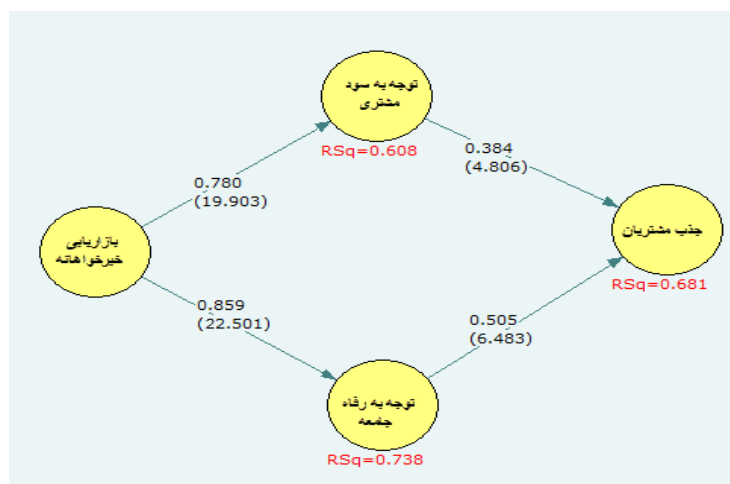 توجه به سود
مشتری
RSq=0.608
0.384
(4.806)
0.780
(19.903)
جذب مشتریان
RSq=0.681
بازاریابی
خیرخواهانه
0.859
(22.501)
0.505
(6.483)
توجه به رفاه
جامعه
RSq=0.738